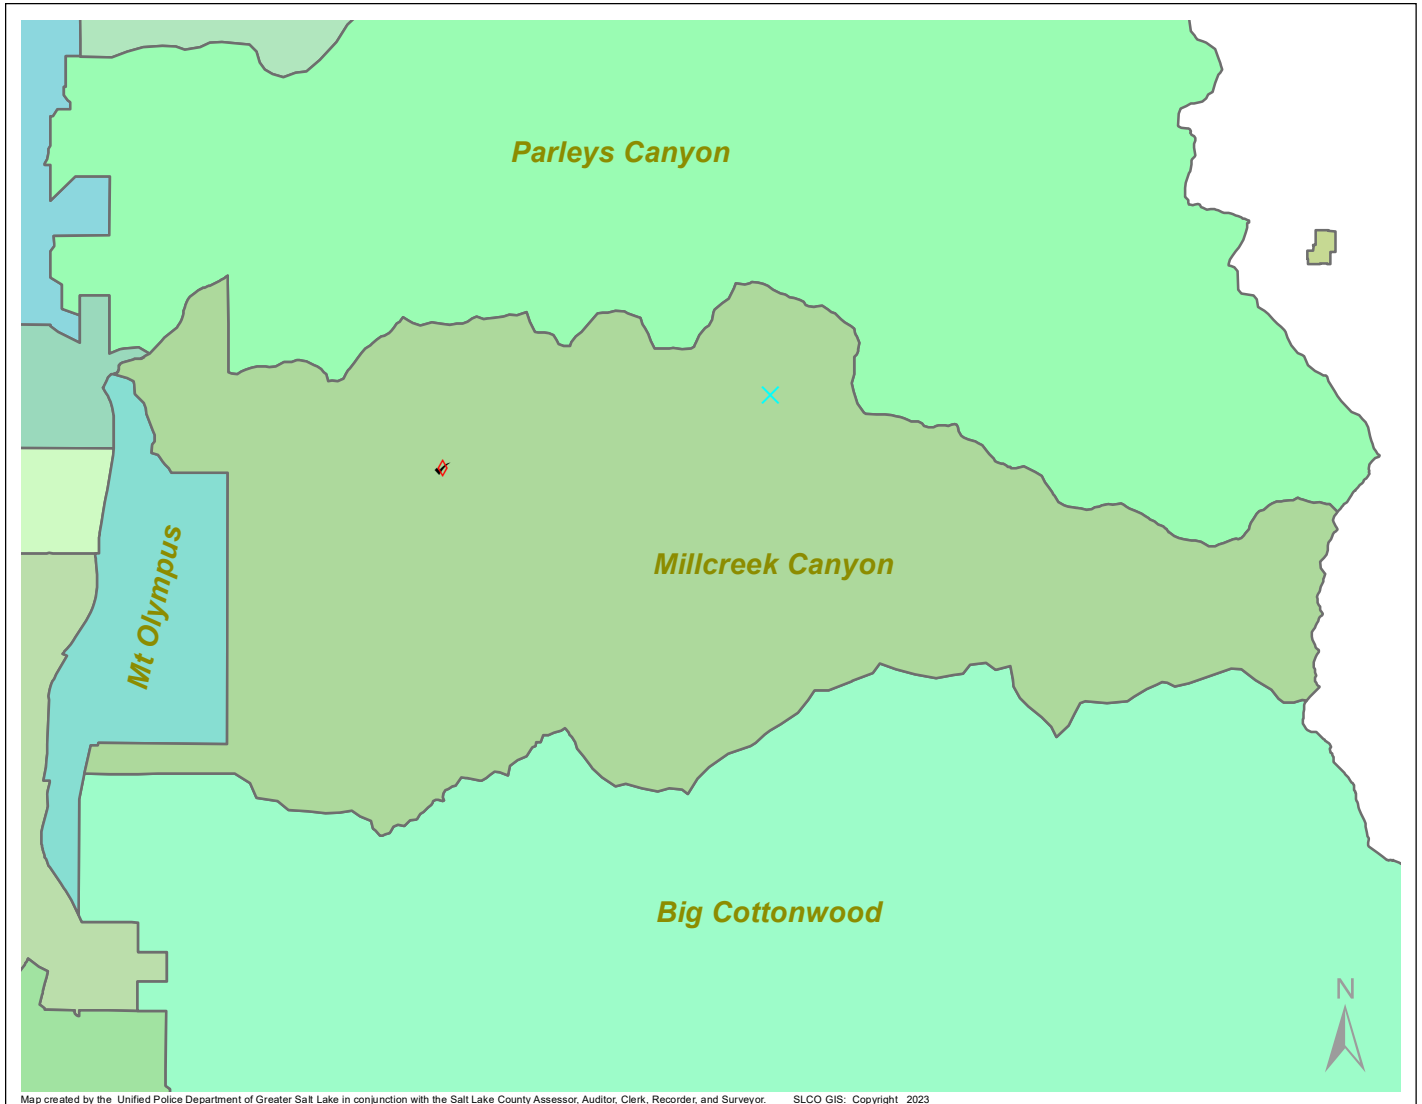 Parleys Canyon
Millcreek Canyon
Mt Olympus
Big Cottonwood
N
Map created by the Unified Police Department of Greater Salt Lake in conjunction with the Salt Lake County Assessor, Auditor, Clerk, Recorder, and Surveyor. SLCO GIS: Copyright 2023